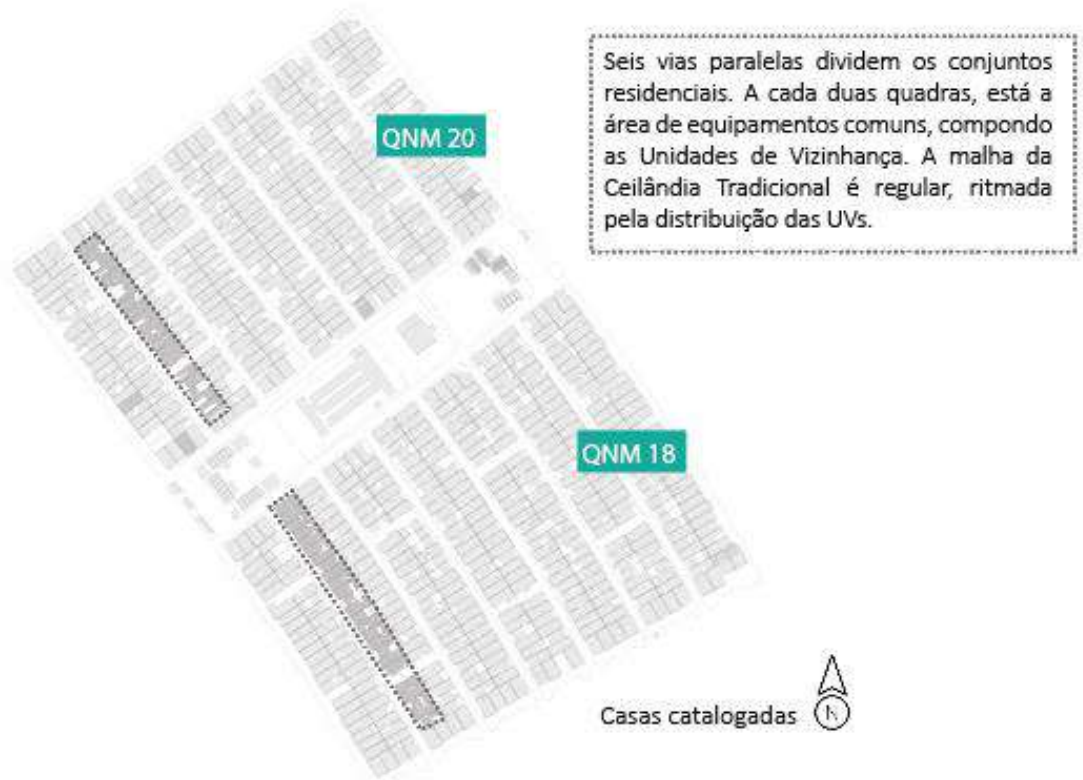 QNM 20
Seis vias paralelas dividem os conjuntos
residenciais. A cada duas quadras, está a
área de equipamentos comuns, compondo
as Unidades de Vizinhança. A malha da
Ceilândia Tradicional é regular, ritmada
pela distribuição das UVs.
QNM 18
Casas catalogadas
N